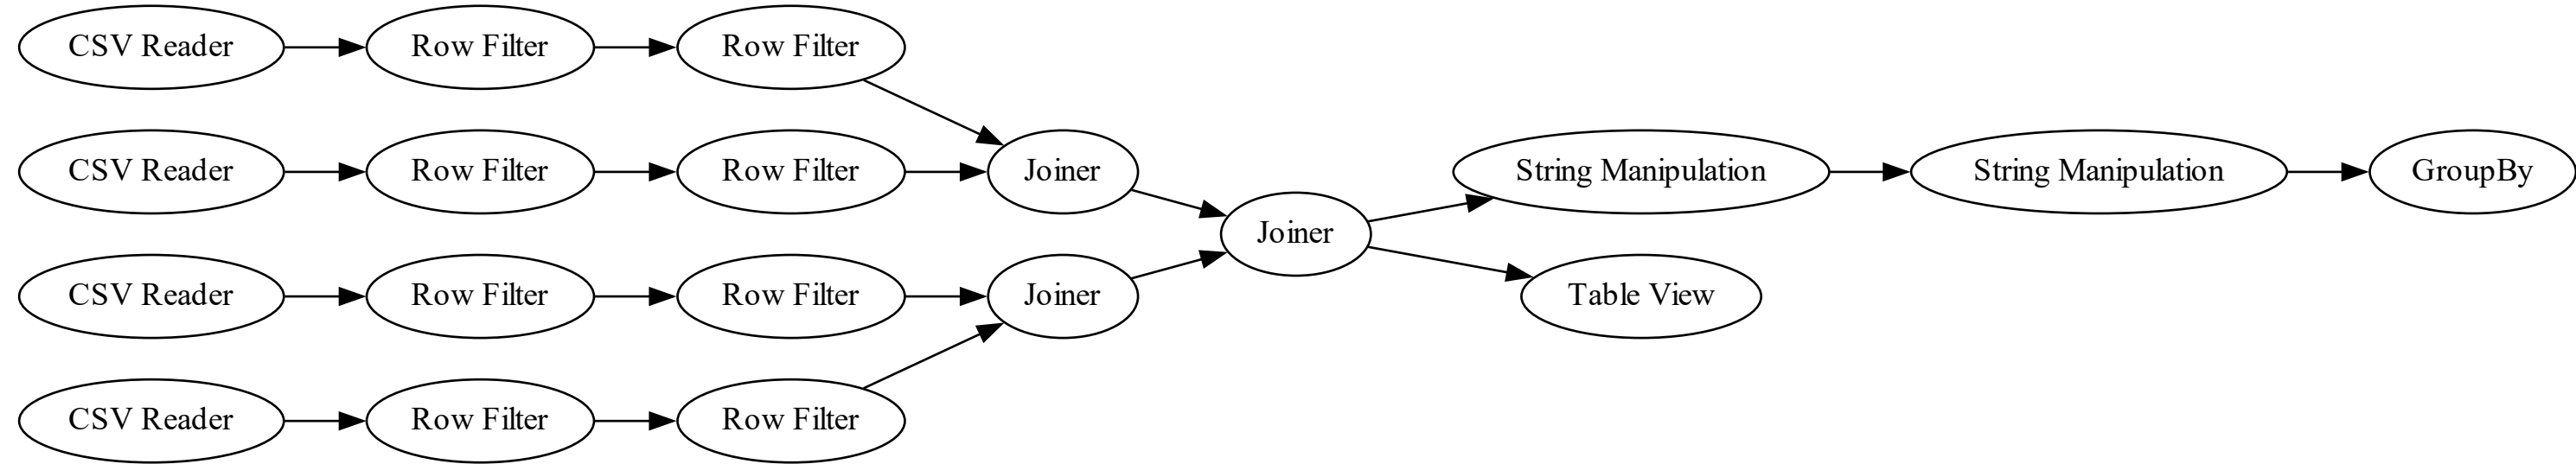 CSV Reader
Row Filter
Row Filter
CSV Reader
Row Filter
Row Filter
Joiner
String Manipulation
String Manipulation
GroupBy
Joiner
CSV Reader
Row Filter
Row Filter
Joiner
Table View
CSV Reader
Row Filter
Row Filter